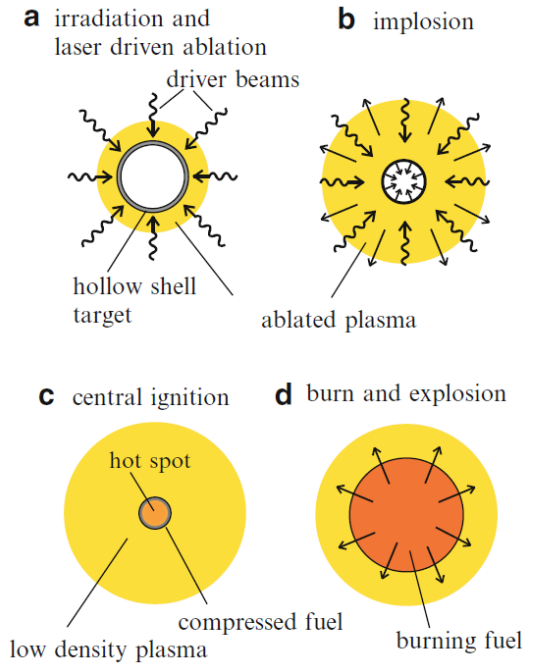 a irradiation and
laser driven ablation
driver beams
hollow shell
target
b implosion
ablated plasma
c central ignition
hot spot
compressed fuel
low density plasma
d burn and explosion
burning fuel